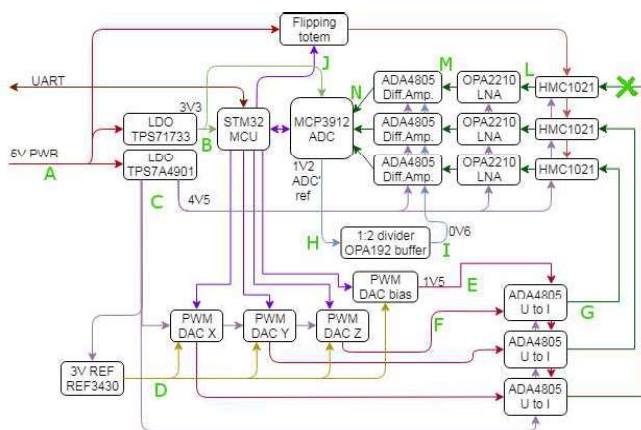 Flipping
totem
J
M
L
UART
3V3
N
ADA4805
Diff.Amp.
OPA2210
LNA
HMC1021
LDO
TPS71733
B
STM32
MCU
MCP3912
ADC
ADA4805
Diff.Amp.
OPA2210
LNA
HMC1021
5V PWR
A
LDO
TPS7A4901
1V2
ADC'
ref
ADA4805
Diff.Amp.
OPA2210
LNA
HMC1021
C
4V5
H
1:2 divider
OPA192 buffer
0V6
I
PWM
DAC bias
1V5
E
ADA4805
U to I
G
PWM
DAC X
PWM
DAC Y
PWM
DAC Z
F
ADA4805
U to I
3V REF
REF3430
D
ADA4805
U to I